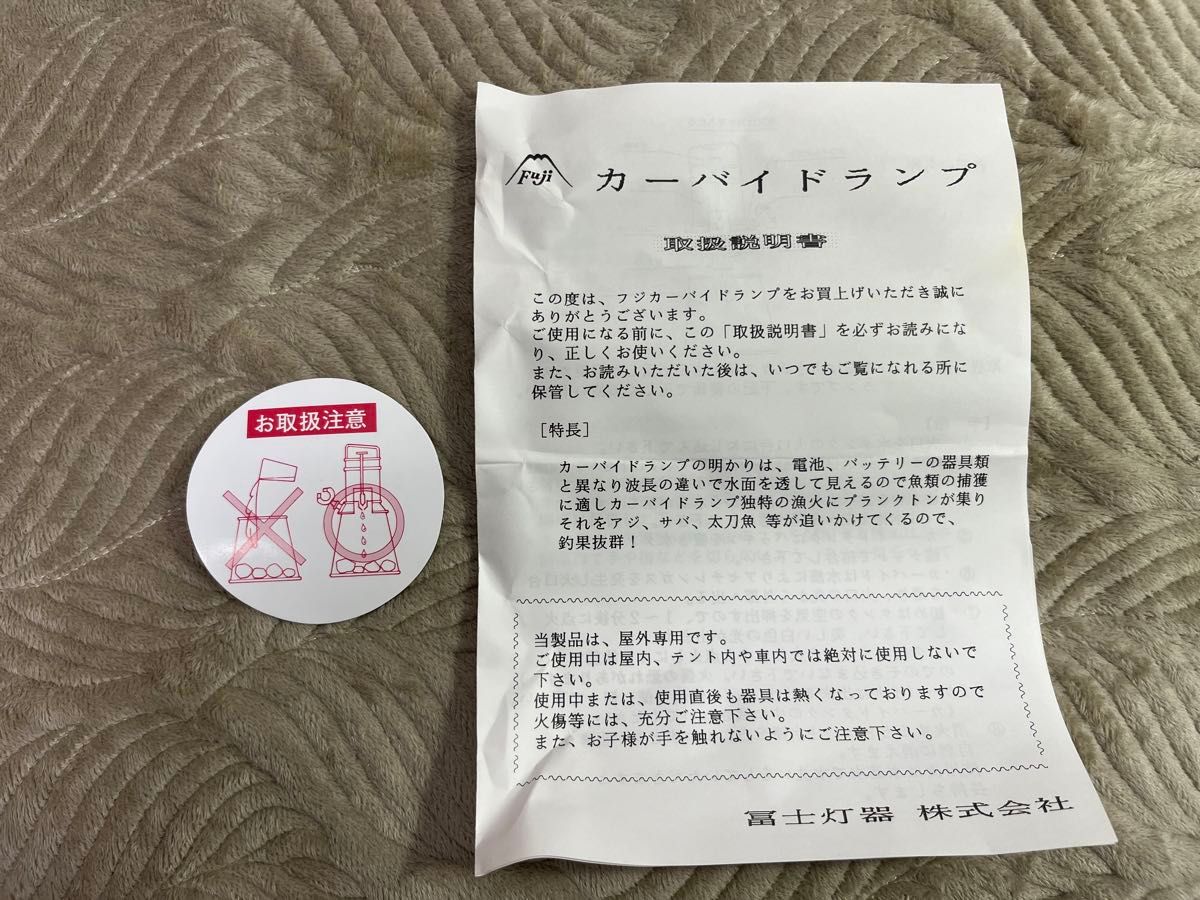 お取扱注意
Fuji カーバイドランプ
取扱説明書
この度は、フジカーバイドランプをお買上げいただき誠に
ありがとうございます。
ご使用になる前に、この「取扱説明書」を必ずお読みにな
り、正しくお使いください。
また、お読みいただいた後は、いつでもご覧になれる所に
保管してください。
［特長］
カーバイドランプの明かりは、電池、バッテリーの器具類
と異なり波長の違いで水面を透して見えるので魚類の捕獲
に適しカーバイドランプ独特の漁火にプランクトンが集り
それをアジ、サバ、太刀魚 等が追いかけてくるので、
釣果抜群！
当製品は、屋外専用です。
ご使用中は屋内、テント内や車内では絶対に使用しないで
下さい。
使用中または、使用直後も器具は熱くなっておりますので
火傷等には、充分ご注意下さい。
また、お子様が手を触れないようにご注意下さい。
冨士灯器 株式会社